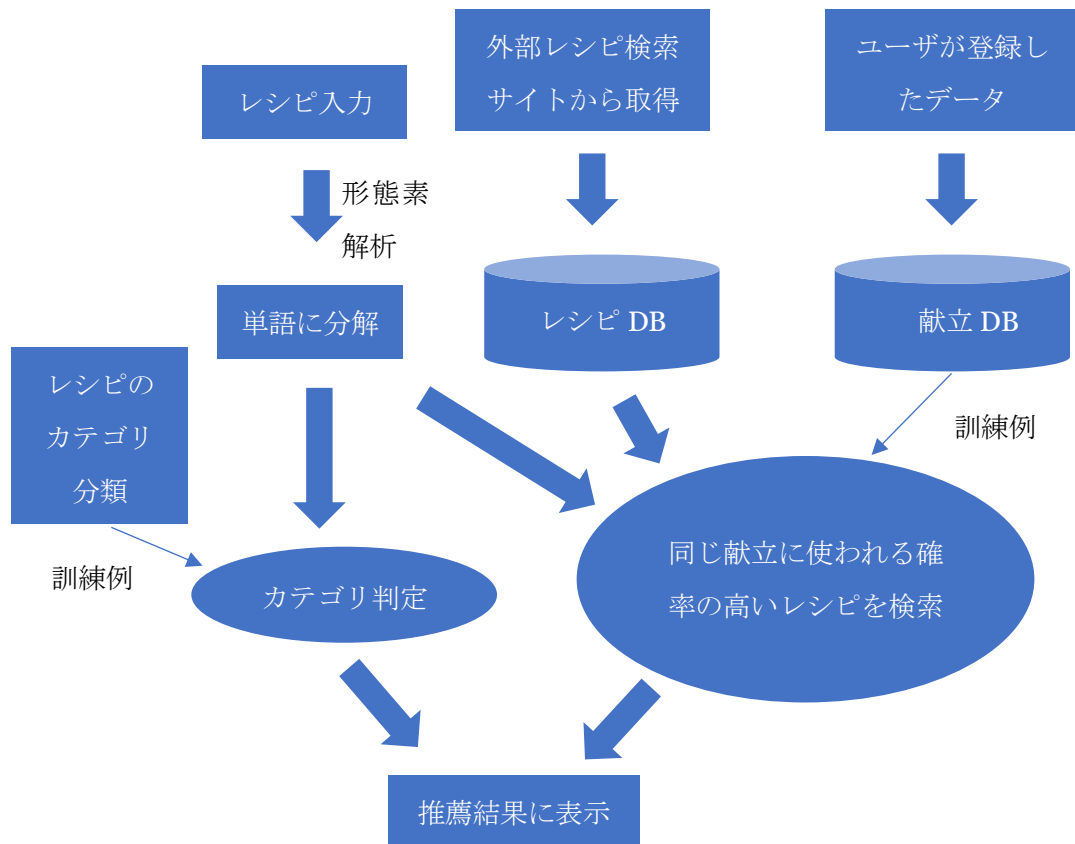 レシピ入力
外部レシピ検索
サイトから取得
ユーザが登録し
たデータ
形態素
解析
単語に分解
レシピ DB
献立 DB
レシピの
カテゴリ
分類
訓練例
訓練例
カテゴリ判定
同じ献立に使われる確
率の高いレシピを検索
推薦結果に表示